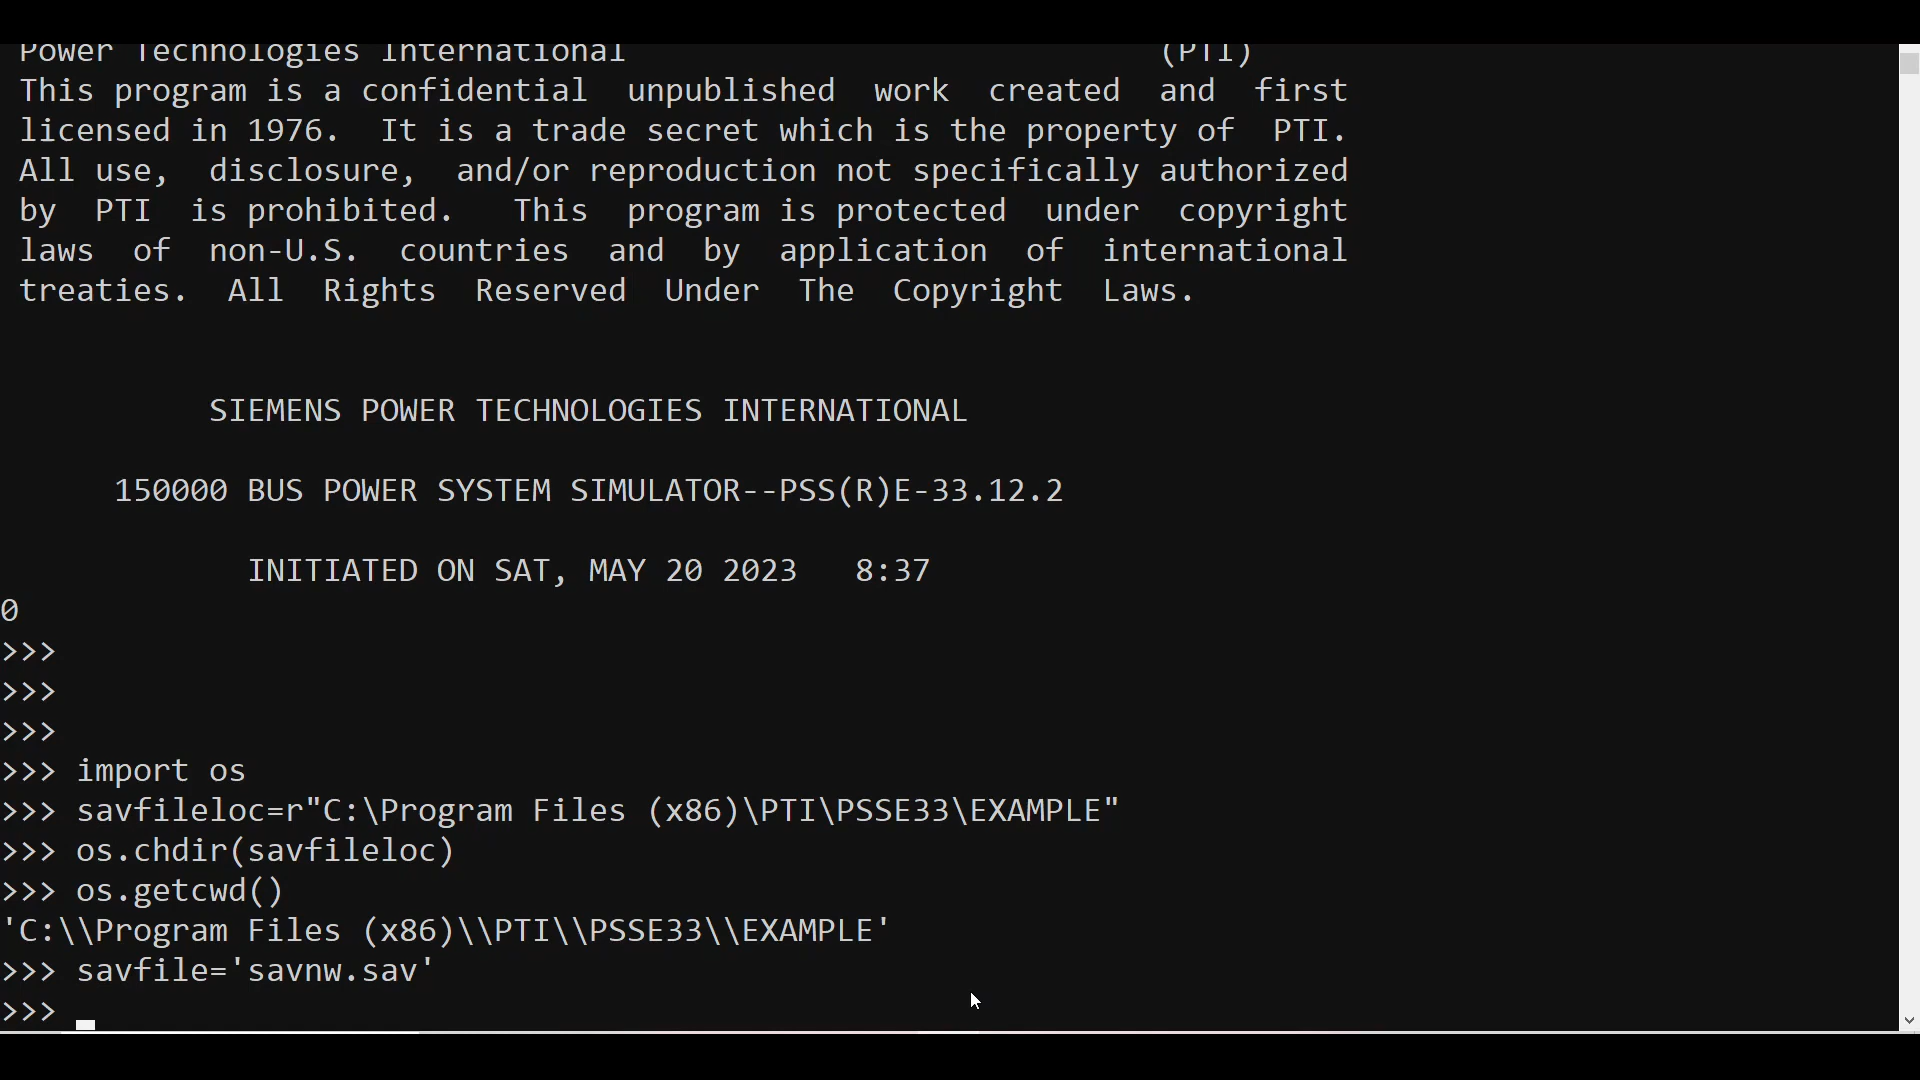 Power Technologies International (PTI)
This program is a confidential unpublished work created and first
licensed in 1976. It is a trade secret which is the property of PTI.
All use, disclosure, and/or reproduction not specifically authorized
by PTI is prohibited. This program is protected under copyright
laws of non-U.S. countries and by application of international
treaties. All Rights Reserved Under The Copyright Laws.
SIEMENS POWER TECHNOLOGIES INTERNATIONAL
150000 BUS POWER SYSTEM SIMULATOR--PSS(R)E-33.12.2
INITIATED ON SAT, MAY 20 2023 8:37
0
>>>
>>>
>>>
>>> import os
>>> savfileloc=r"C:\Program Files (x86)\PTI\PSSE33\EXAMPLE"
>>> os.chdir(savfileloc)
>>> os.getcwd()
'C:\\Program Files (x86)\\PTI\\PSSE33\\EXAMPLE'
>>> savfile='savnw.sav'
>>>